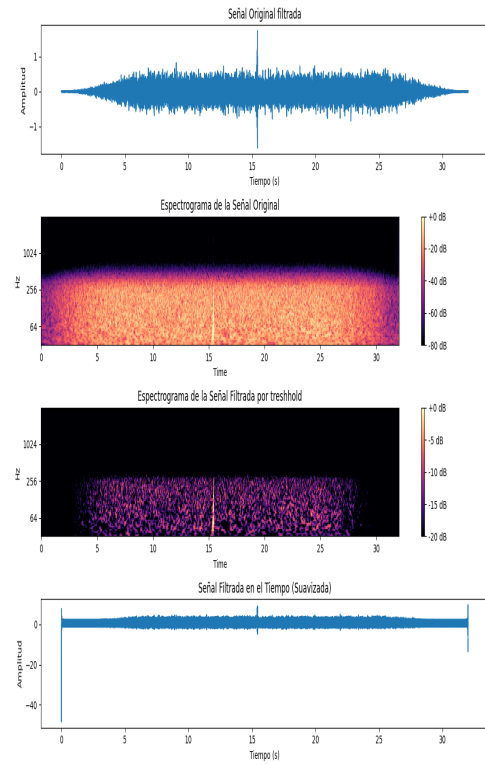 Señal Original filtrada
Amplitud
1
0
−1
0 5 10 15 20 25 30
Tiempo (s)
Espectrograma de la Señal Original
Hz
1024
256
64
0 5 10 15 20 25 30
Time
+0 dB
-20 dB
-40 dB
-60 dB
-80 dB
Espectrograma de la Señal Filtrada por treshhold
Hz
1024
256
64
0 5 10 15 20 25 30
Time
+0 dB
-5 dB
-10 dB
-15 dB
-20 dB
Señal Filtrada en el Tiempo (Suavizada)
Amplitud
0
−20
−40
0 5 10 15 20 25 30
Tiempo (s)